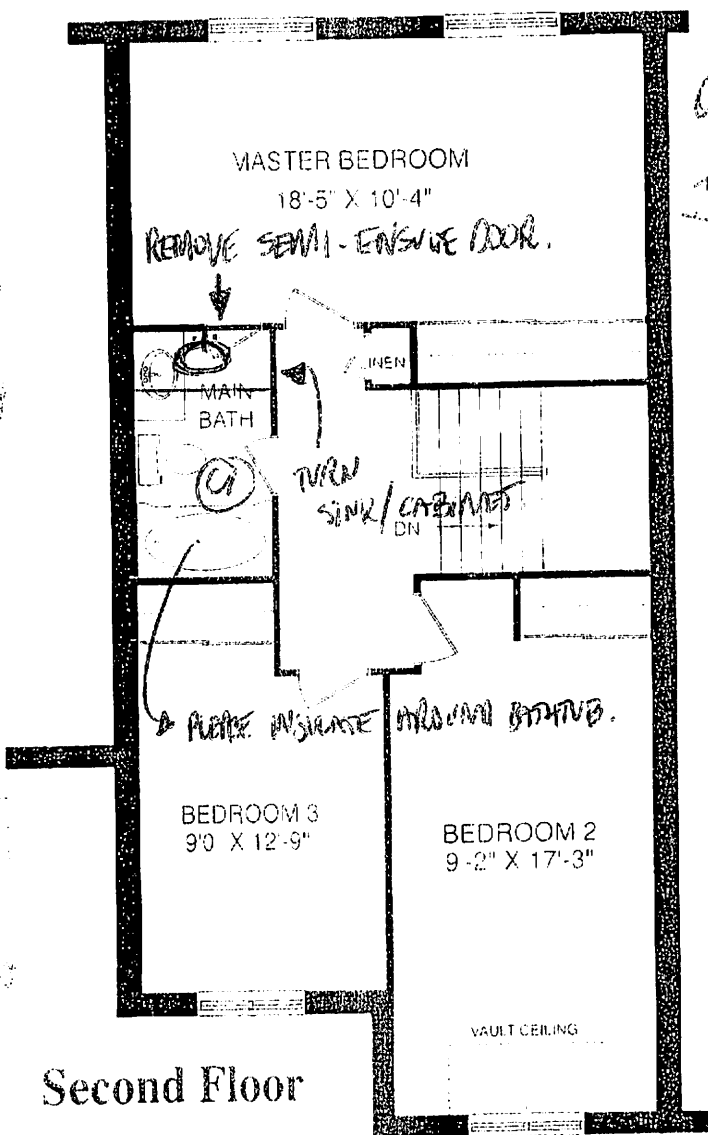 MASTER BEDROOM
18'-5" X 10'-4"
REMOVE SEMI-ENSUITE DOOR.
LINEN
MAIN
BATH
TURN
SINK/CABINET
DN
PLEASE INSULATE AROUND BATHTUB.
BEDROOM 3
9'0 X 12'-9"
BEDROOM 2
9-2" X 17'-3"
VAULT CEILING
Second Floor